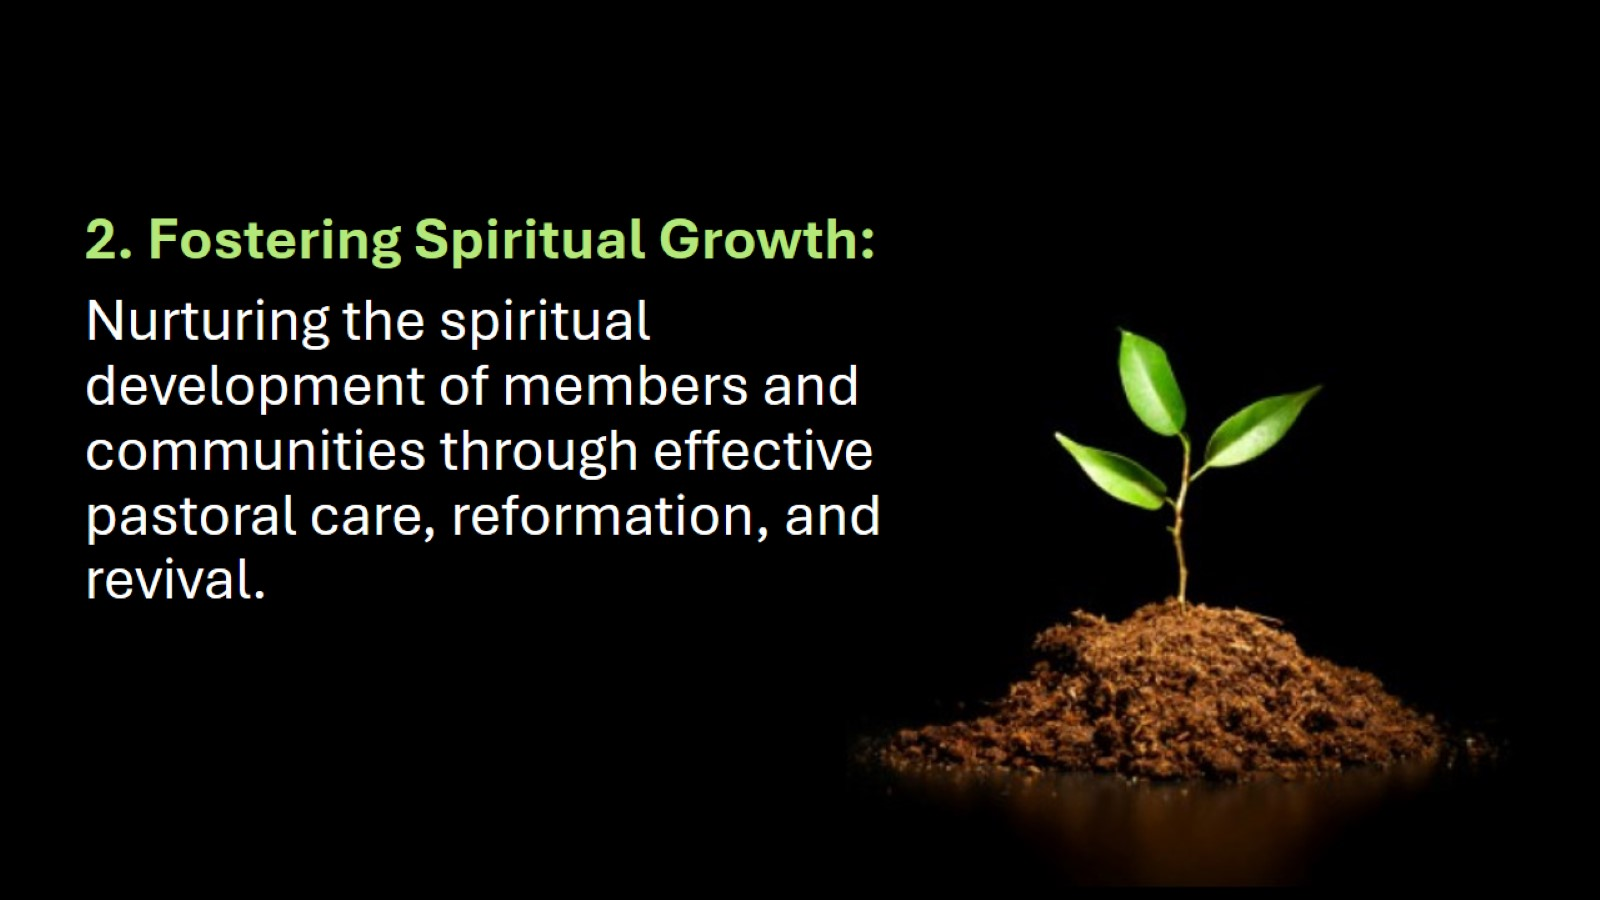 2. Fostering Spiritual Growth:
Nurturing the spiritual
development of members and
communities through effective
pastoral care, reformation, and
revival.